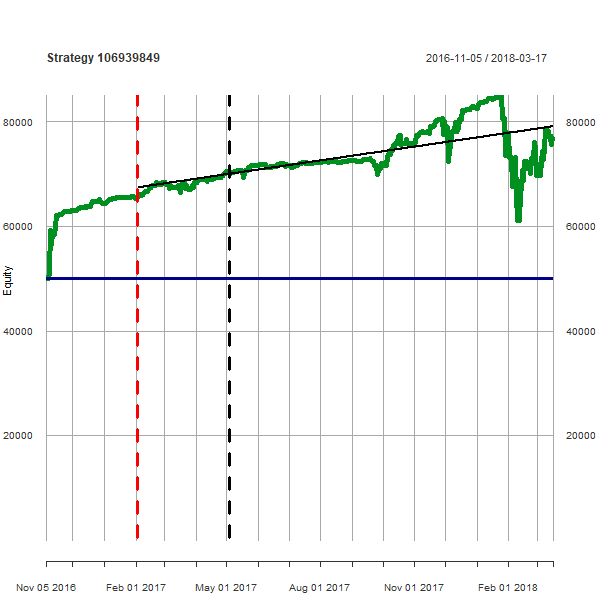 Strategy 106939849
2016-11-05 / 2018-03-17
80000
80000
60000
60000
Equity
40000
40000
20000
20000
Nov 05 2016
Feb 01 2017
May 01 2017
Aug 01 2017
Nov 01 2017
Feb 01 2018